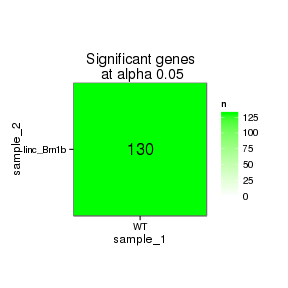 Significant genes
at alpha 0.05
sample_2
linc_Brn1b
130
WT
sample_1
n
125
100
75
50
25
0